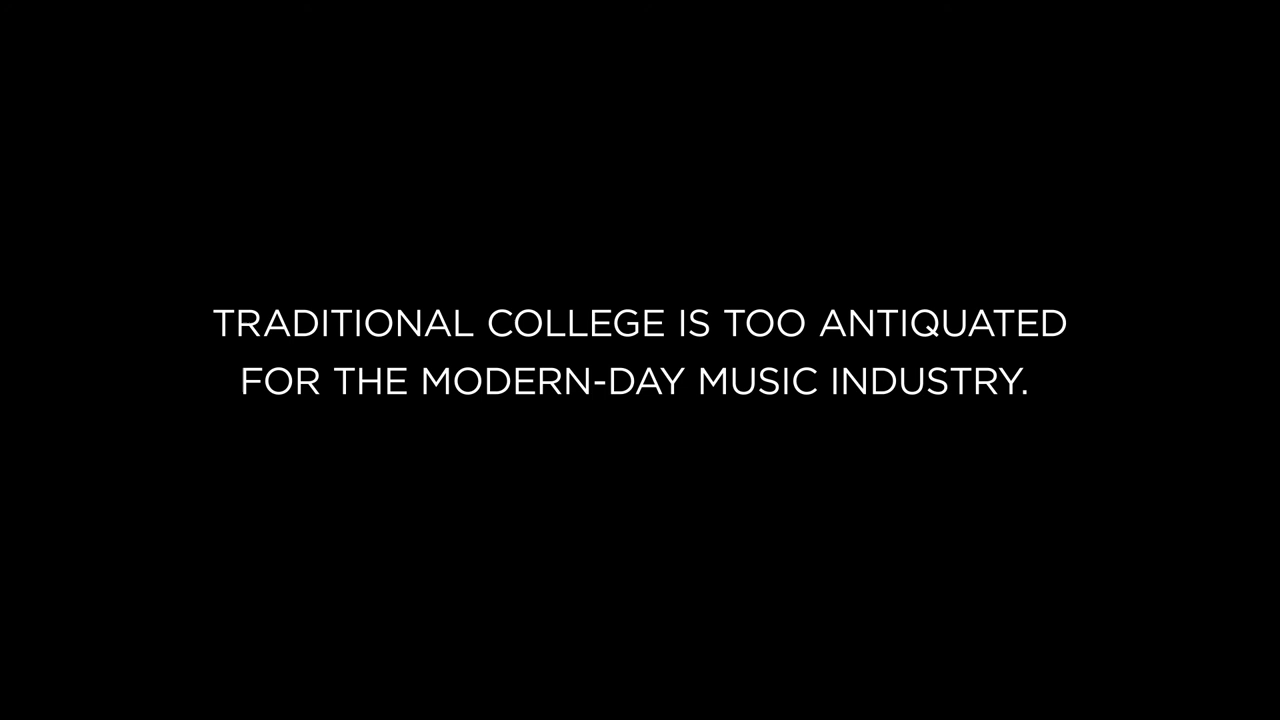 TRADITIONAL COLLEGE IS TOO ANTIQUATED
FOR THE MODERN-DAY MUSIC INDUSTRY.